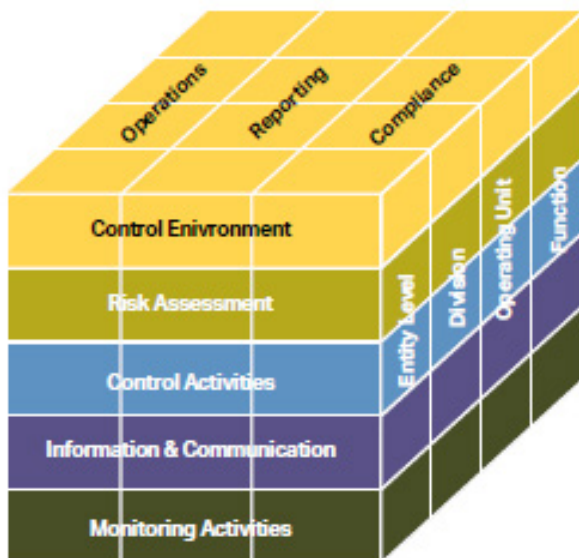 Operations
Reporting
Compliance
Control Enivronment
Risk Assessment
Control Activities
Information & Communication
Monitoring Activities
Entity Level
Division
Operating Unit
Function